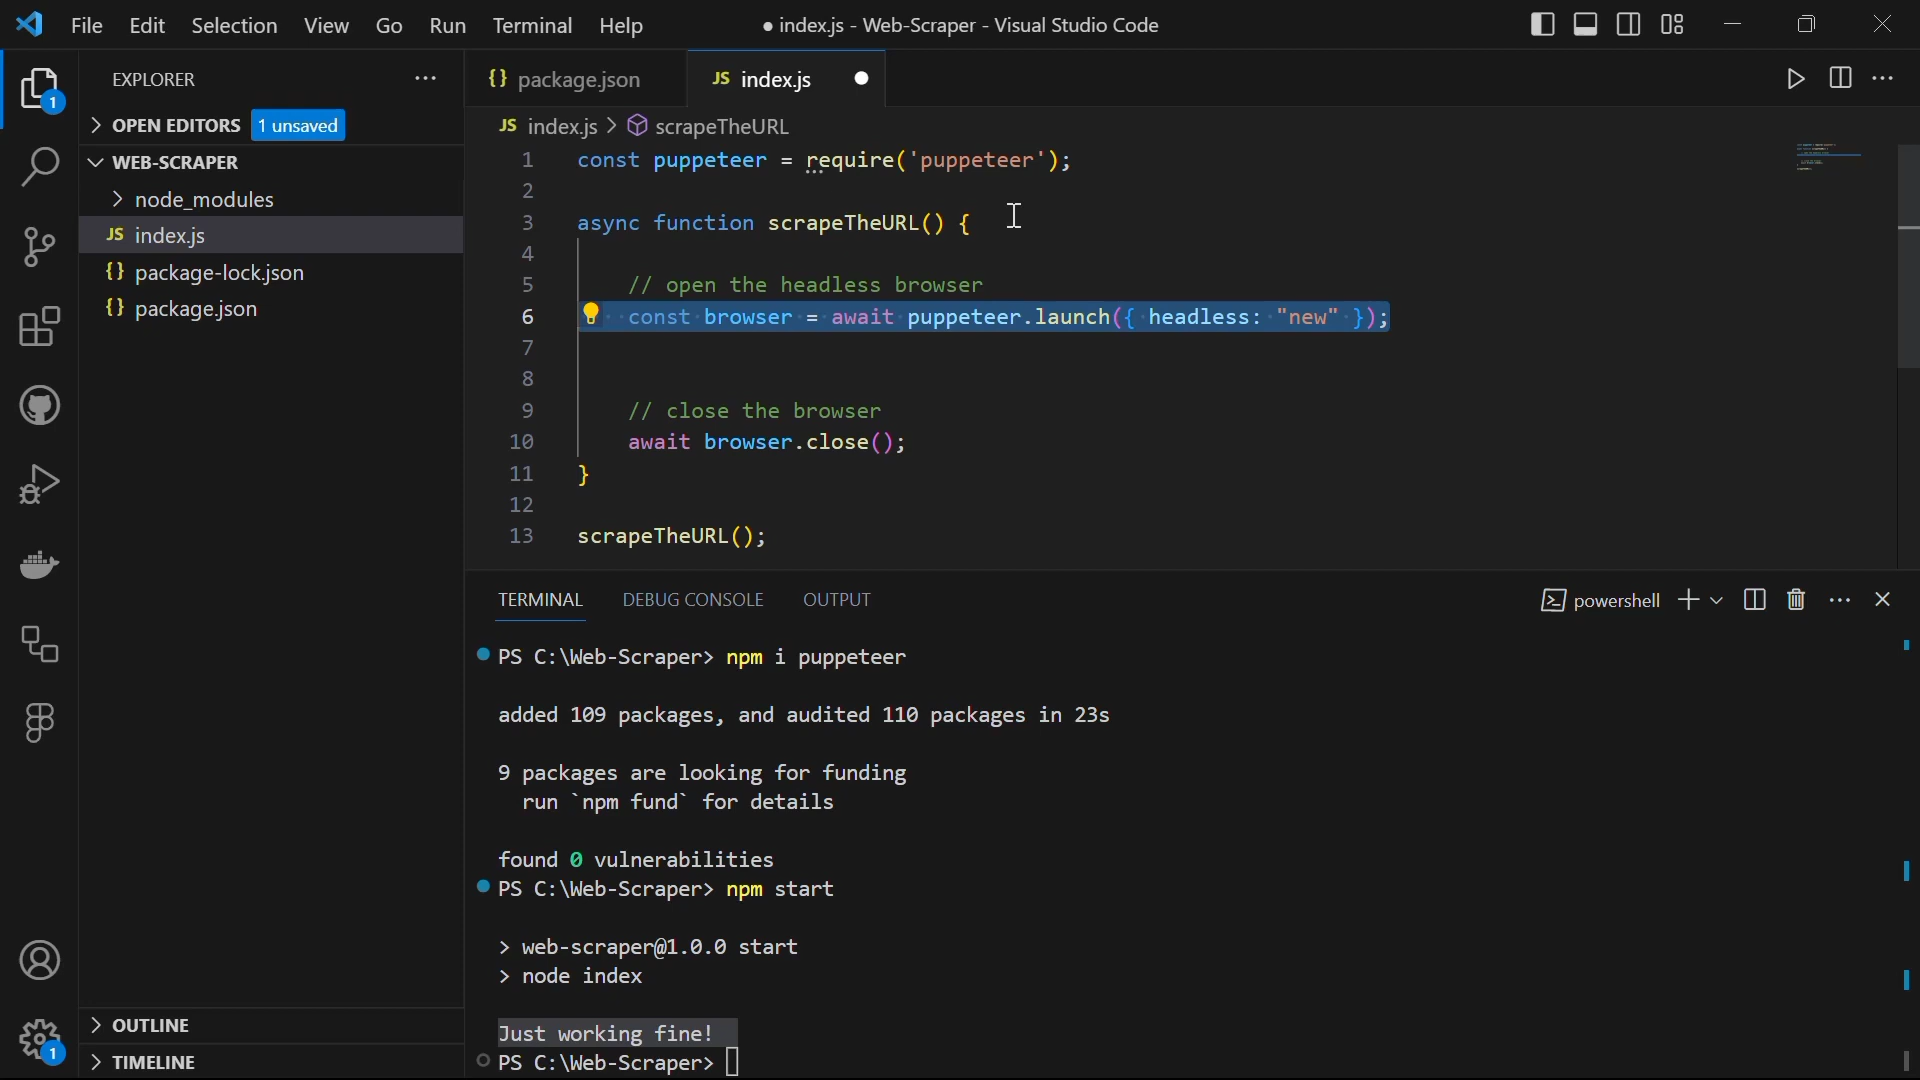 File Edit Selection View Go Run Terminal Help ● index.js - Web-Scraper - Visual Studio Code
EXPLORER
{} package.json JS index.js
1
OPEN EDITORS 1 unsaved
JS index.js > scrapeTheURL
WEB-SCRAPER
node_modules
JS index.js
{} package-lock.json
{} package.json
1 const puppeteer = require('puppeteer');
2
3 async function scrapeTheURL() {
4
5 // open the headless browser
6 const browser = await puppeteer.launch({ headless: "new" });
7
8
9 // close the browser
10 await browser.close();
11 }
12
13 scrapeTheURL();
TERMINAL DEBUG CONSOLE OUTPUT powershell
PS C:\Web-Scraper> npm i puppeteer
added 109 packages, and audited 110 packages in 23s
9 packages are looking for funding
run `npm fund` for details
found 0 vulnerabilities
PS C:\Web-Scraper> npm start
> web-scraper@1.0.0 start
> node index
Just working fine!
PS C:\Web-Scraper>
OUTLINE
TIMELINE
1